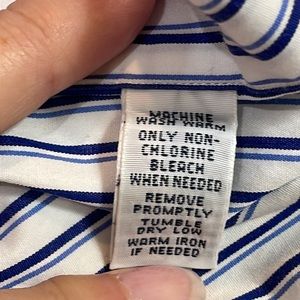 MACHINE
WASH WARM
ONLY NON-
CHLORINE
BLEACH
WHEN NEEDED
REMOVE
PROMPTLY
TUMBLE
DRY LOW
WARM IRON
IF NEEDED